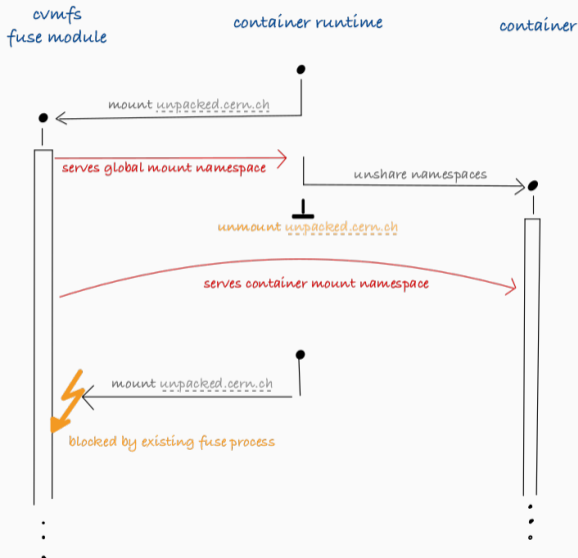 cvmfs
fuse module
container runtime
container
mount unpacked.cern.ch
serves global mount namespace
unshare namespaces
unmount unpacked.cern.ch
serves container mount namespace
mount unpacked.cern.ch
blocked by existing fuse process